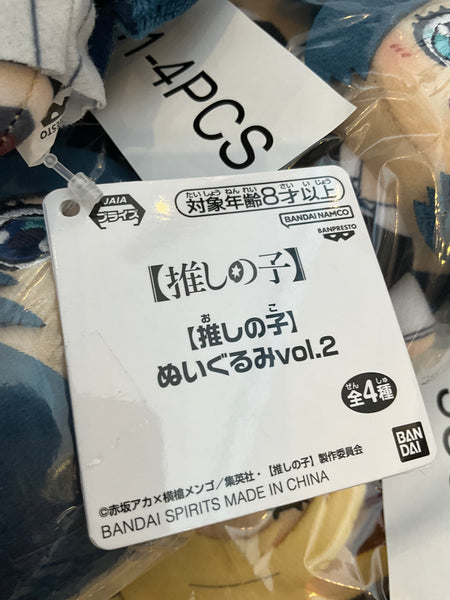 -1-4PCS
JAIA
プライズ
たいしょうねんれい さいいじょう
対象年齢8才以上
BANDAI NAMCO
BANPRESTO
【推しの子】
お こ
【推しの子】
ぬいぐるみvol.2
ぜん しゅ
全4種
BAN
DAI
©赤坂アカ×横槍メンゴ／集英社・【推しの子】製作委員会
BANDAI SPIRITS MADE IN CHINA